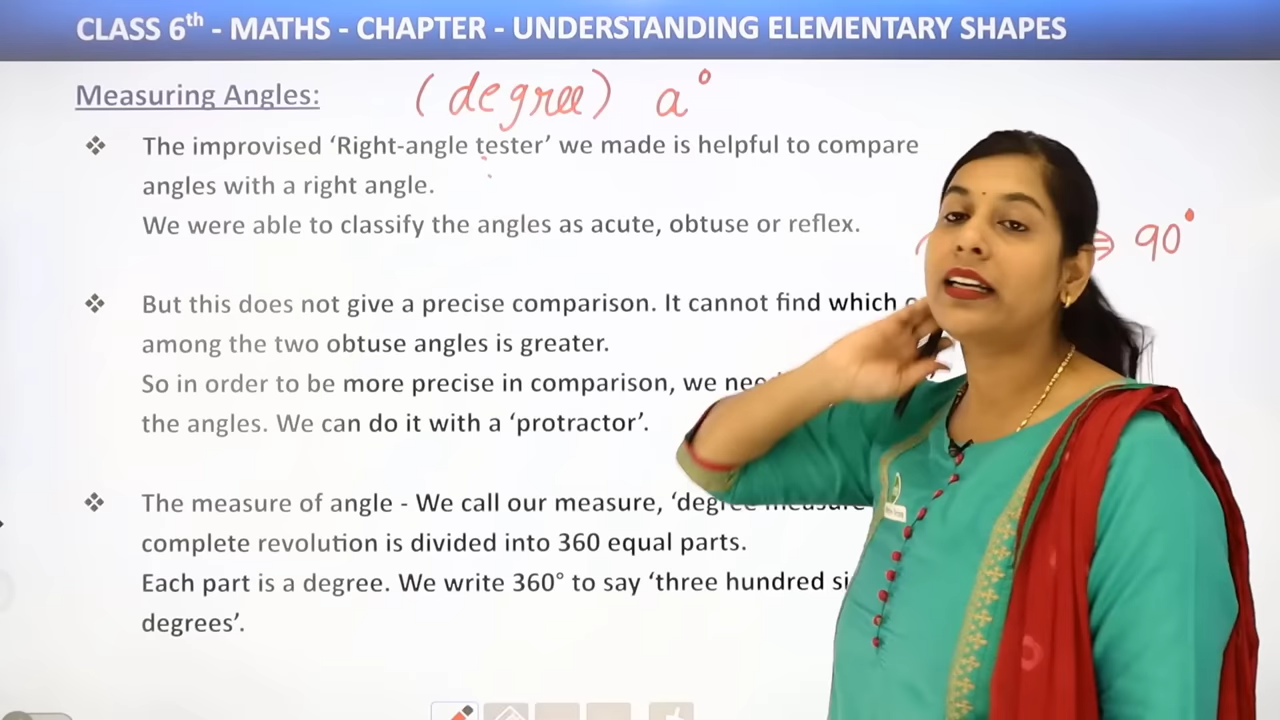 CLASS 6th - MATHS - CHAPTER - UNDERSTANDING ELEMENTARY SHAPES
Measuring Angles: (degree) a°
❖ The improvised ‘Right-angle tester’ we made is helpful to compare
angles with a right angle.
We were able to classify the angles as acute, obtuse or reflex.
⇒ 90°
❖ But this does not give a precise comparison. It cannot find which
among the two obtuse angles is greater.
So in order to be more precise in comparison, we
the angles. We can do it with a ‘protractor’.
❖ The measure of angle - We call our measure, ‘degree measure
complete revolution is divided into 360 equal parts.
Each part is a degree. We write 360° to say ‘three hundred
degrees’.